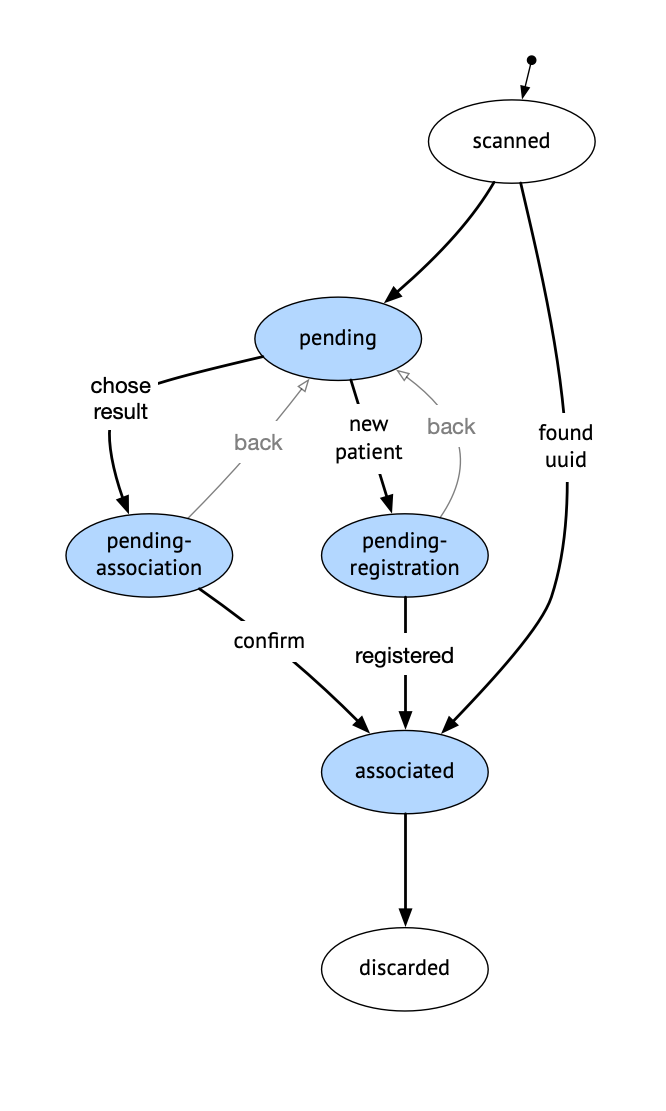 scanned
pending
chose
result
back
new
patient
back
found
uuid
pending-
association
pending-
registration
confirm
registered
associated
discarded